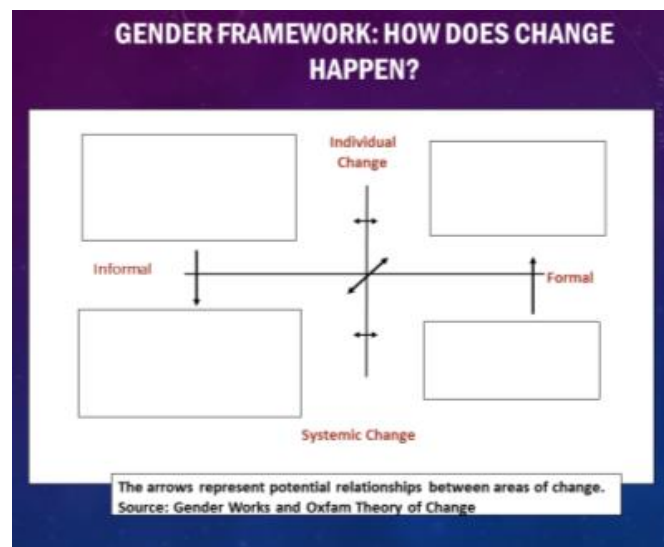 GENDER FRAMEWORK: HOW DOES CHANGE
HAPPEN?
Individual
Change
Informal
Formal
Systemic Change
The arrows represent potential relationships between areas of change.
Source: Gender Works and Oxfam Theory of Change